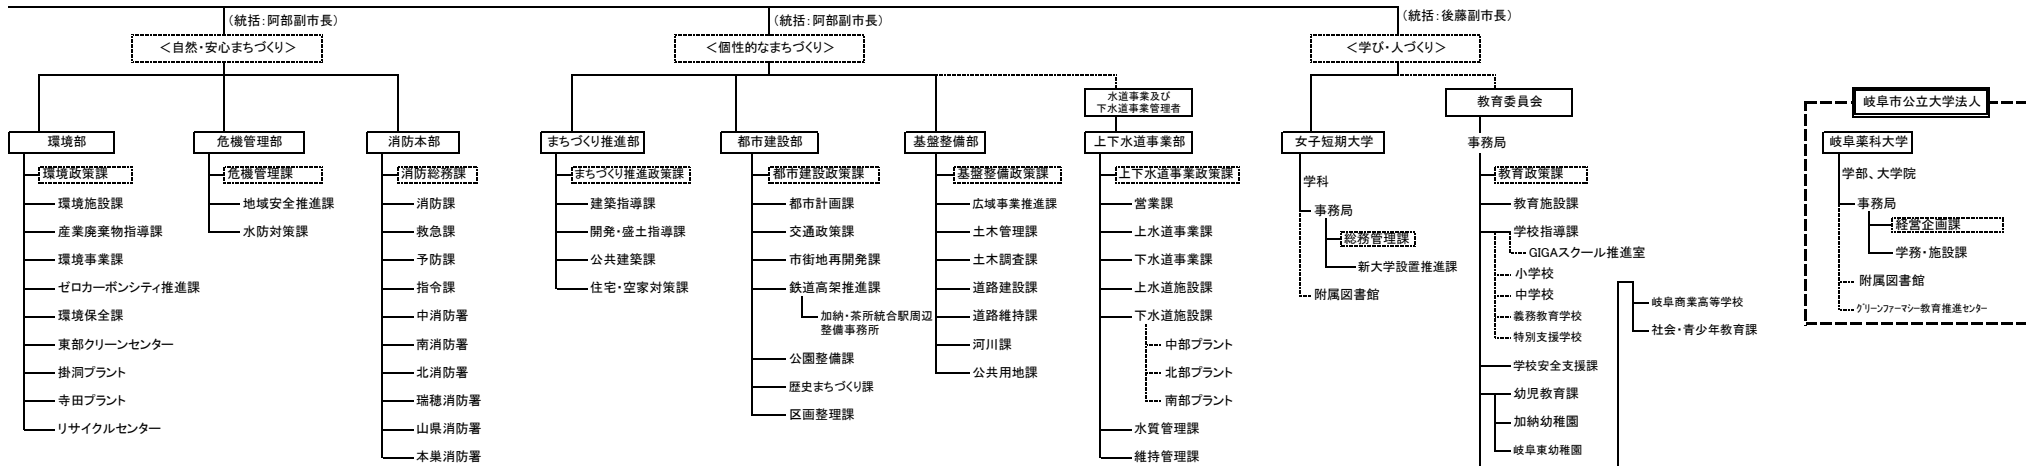 (統括：阿部副市長)
＜自然・安心まちづくり＞
環境部
環境政策課
環境施設課
産業廃棄物指導課
環境事業課
ゼロカーボンシティ推進課
環境保全課
東部クリーンセンター
掛洞プラント
寺田プラント
リサイクルセンター
危機管理部
危機管理課
地域安全推進課
水防対策課
消防本部
消防総務課
消防課
救急課
予防課
指令課
中消防署
南消防署
北消防署
瑞穂消防署
山県消防署
本巣消防署
(統括：阿部副市長)
＜個性的なまちづくり＞
まちづくり推進部
まちづくり推進政策課
建築指導課
開発・盛土指導課
公共建築課
住宅・空家対策課
都市建設部
都市建設政策課
都市計画課
交通政策課
市街地再開発課
鉄道高架推進課
加納・茶所統合駅周辺
整備事務所
公園整備課
歴史まちづくり課
区画整理課
基盤整備部
基盤整備政策課
広域事業推進課
土木管理課
土木調査課
道路建設課
道路維持課
河川課
公共用地課
水道事業及び
下水道事業管理者
上下水道事業部
上下水道事業政策課
営業課
上水道事業課
下水道事業課
上水道施設課
下水道施設課
中部プラント
北部プラント
南部プラント
水質管理課
維持管理課
(統括：後藤副市長)
＜学び・人づくり＞
女子短期大学
学科
事務局
総務管理課
新大学設置推進課
附属図書館
教育委員会
事務局
教育政策課
教育施設課
学校指導課
GIGAスクール推進室
小学校
中学校
義務教育学校
特別支援学校
学校安全支援課
幼児教育課
加納幼稚園
岐阜東幼稚園
岐阜商業高等学校
社会・青少年教育課
岐阜市公立大学法人
岐阜薬科大学
学部、大学院
事務局
経営企画課
学務・施設課
附属図書館
グリーンファーマシー教育推進センター